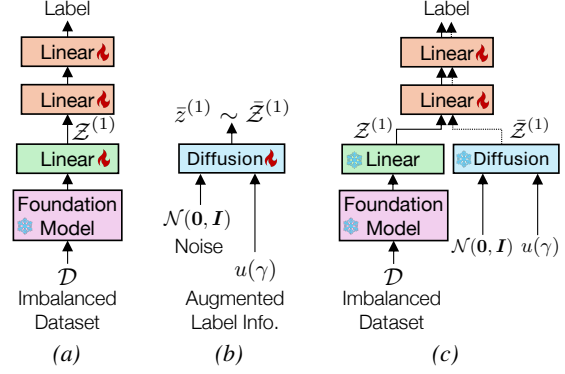 Label
Linear
Linear
𝒵^(1)
Linear
Foundation
Model
𝒟
Imbalanced
Dataset
(a)
z̄^(1) ∼ 𝒵̄^(1)
Diffusion
𝒩(0, I)
Noise
u(γ)
Augmented
Label Info.
(b)
Label
Linear
Linear
𝒵^(1)
𝒵̄^(1)
Linear
Diffusion
Foundation
Model
𝒩(0, I)
u(γ)
𝒟
Imbalanced
Dataset
(c)